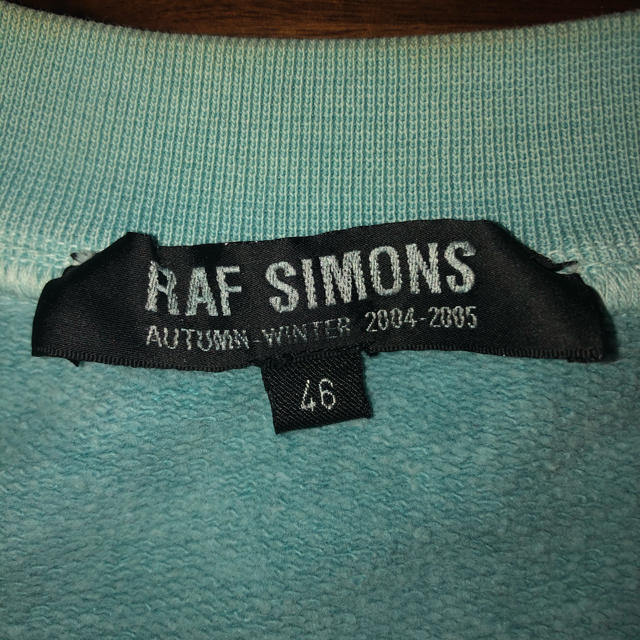 RAF SIMONS
AUTUMN-WINTER 2004-2005
46